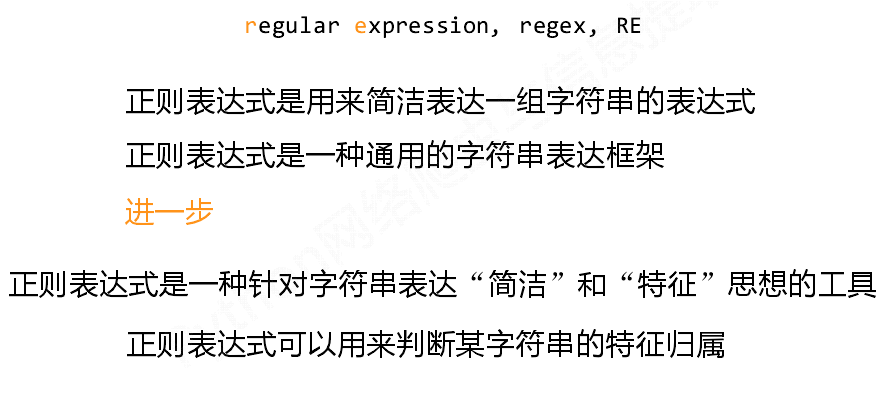 regular expression, regex, RE
正则表达式是用来简洁表达一组字符串的表达式
正则表达式是一种通用的字符串表达框架
进一步
正则表达式是一种针对字符串表达“简洁”和“特征”思想的工具
正则表达式可以用来判断某字符串的特征归属